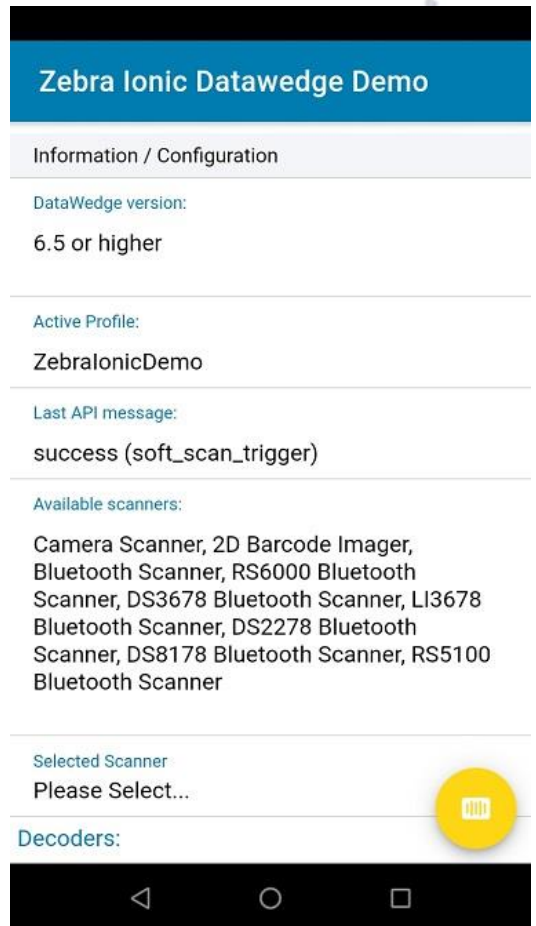 Zebra Ionic Datawedge Demo
Information / Configuration
DataWedge version:
6.5 or higher
Active Profile:
ZebraIonicDemo
Last API message:
success (soft_scan_trigger)
Available scanners:
Camera Scanner, 2D Barcode Imager,
Bluetooth Scanner, RS6000 Bluetooth
Scanner, DS3678 Bluetooth Scanner, LI3678
Bluetooth Scanner, DS2278 Bluetooth
Scanner, DS8178 Bluetooth Scanner, RS5100
Bluetooth Scanner
Selected Scanner
Please Select...
Decoders: